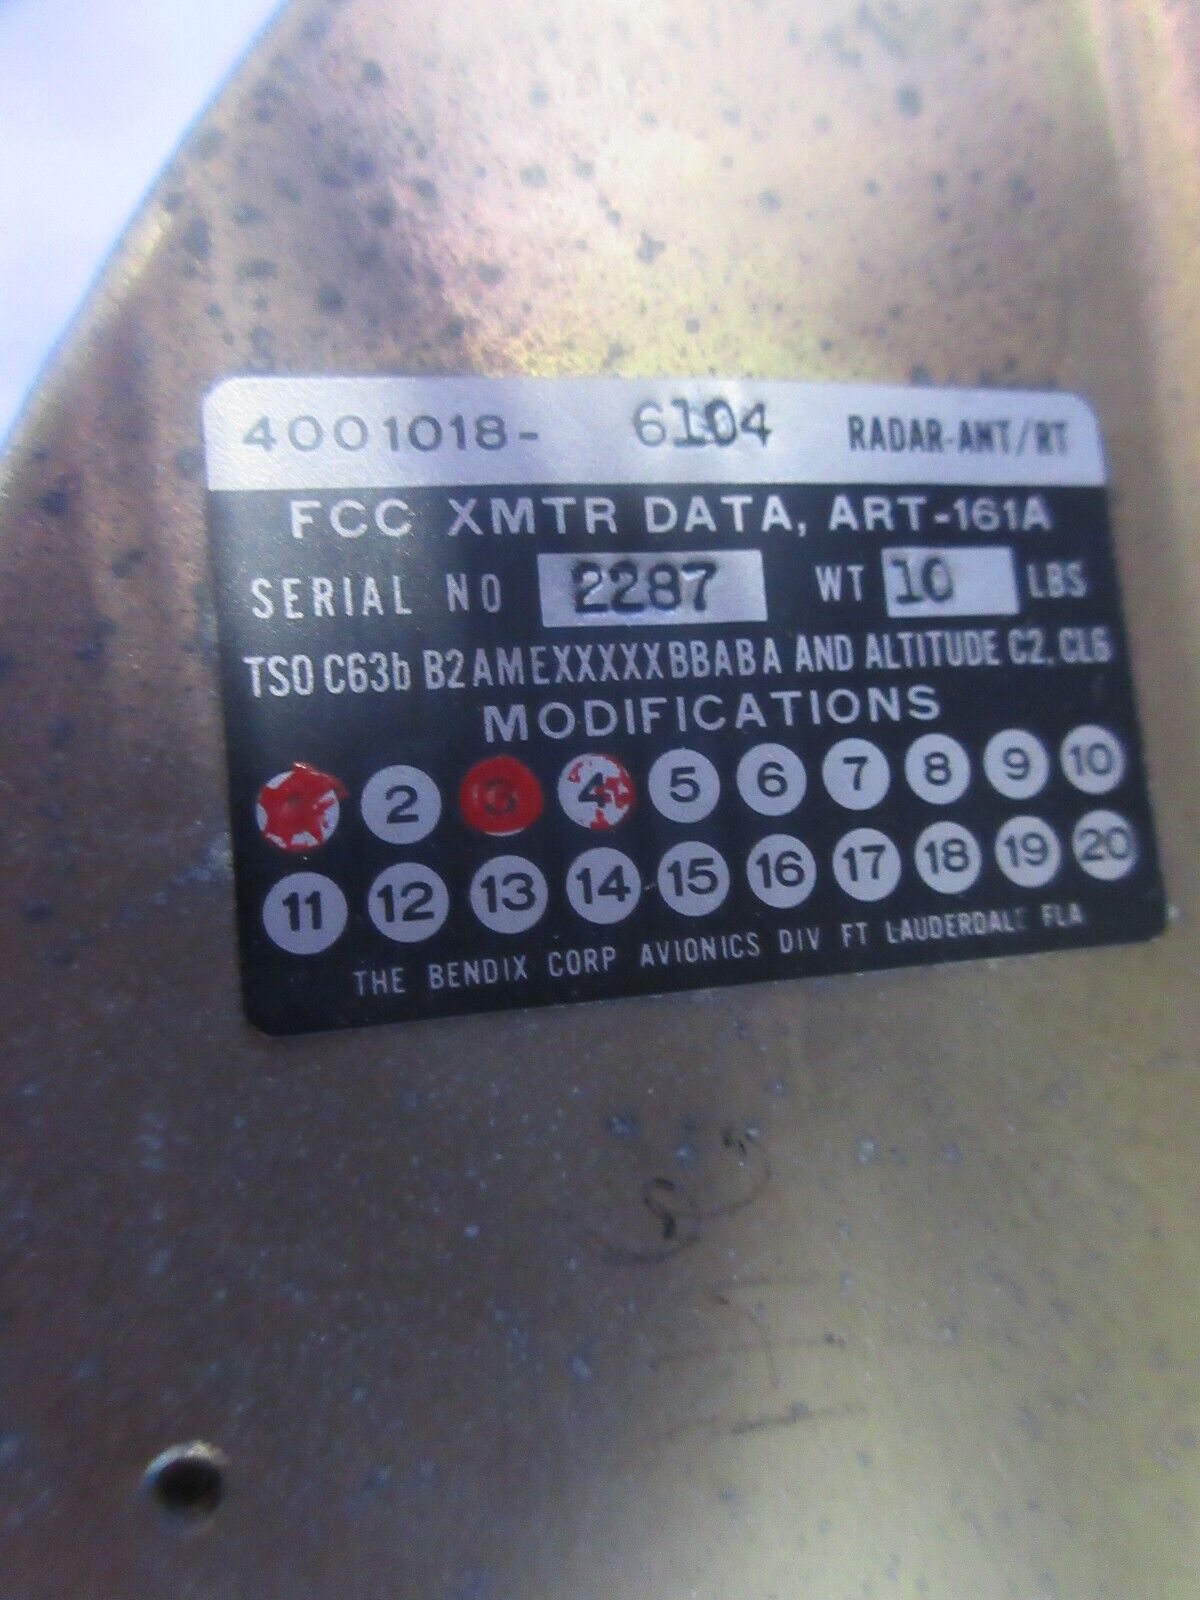 4001018- 6104 RADAR-ANT/RT
FCC XMTR DATA, ART-161A
SERIAL NO 2287 WT 10 LBS
TSO C63b B2AMEXXXXXBBABA AND ALTITUDE C2, CL6
MODIFICATIONS
1 2 3 4 5 6 7 8 9 10
11 12 13 14 15 16 17 18 19 20
THE BENDIX CORP AVIONICS DIV FT LAUDERDALE FLA